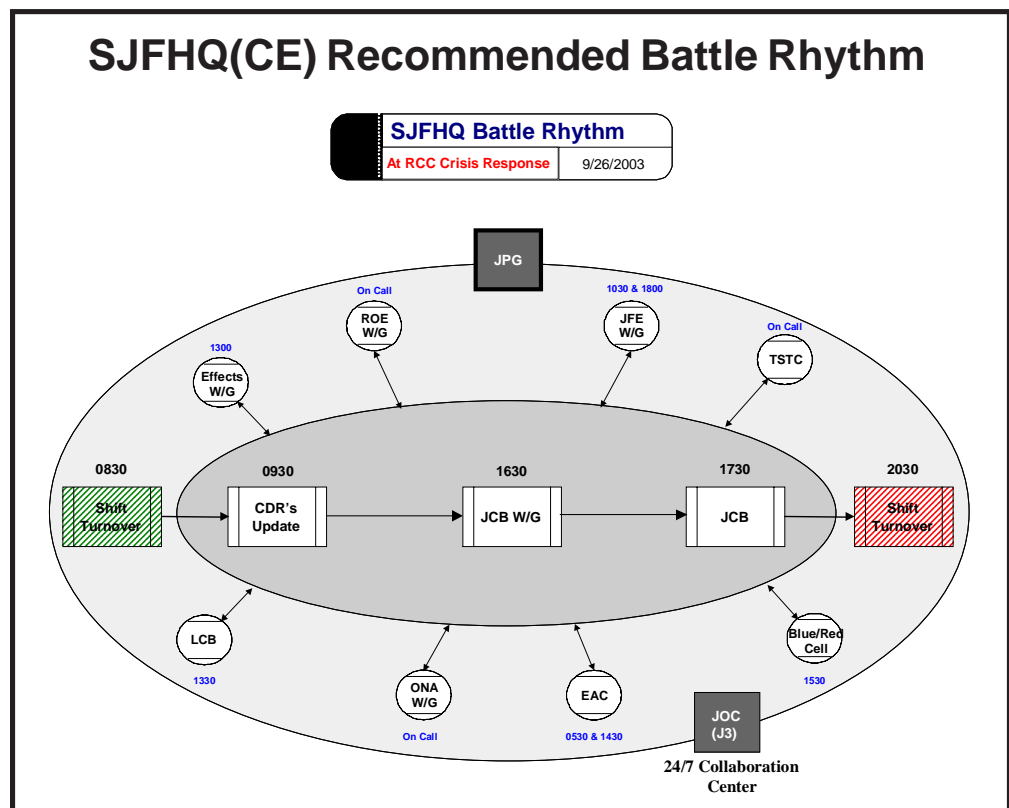 SJFHQ(CE) Recommended Battle Rhythm
SJFHQ Battle Rhythm
At RCC Crisis Response
9/26/2003
JPG
On Call
ROE
W/G
1030 & 1800
JFE
W/G
On Call
TSTC
1300
Effects
W/G
0830
Shift
Turnover
0930
CDR's
Update
1630
JCB W/G
1730
JCB
2030
Shift
Turnover
LCB
1330
ONA
W/G
On Call
EAC
0530 & 1430
Blue/Red
Cell
1530
JOC
(J3)
24/7 Collaboration
Center